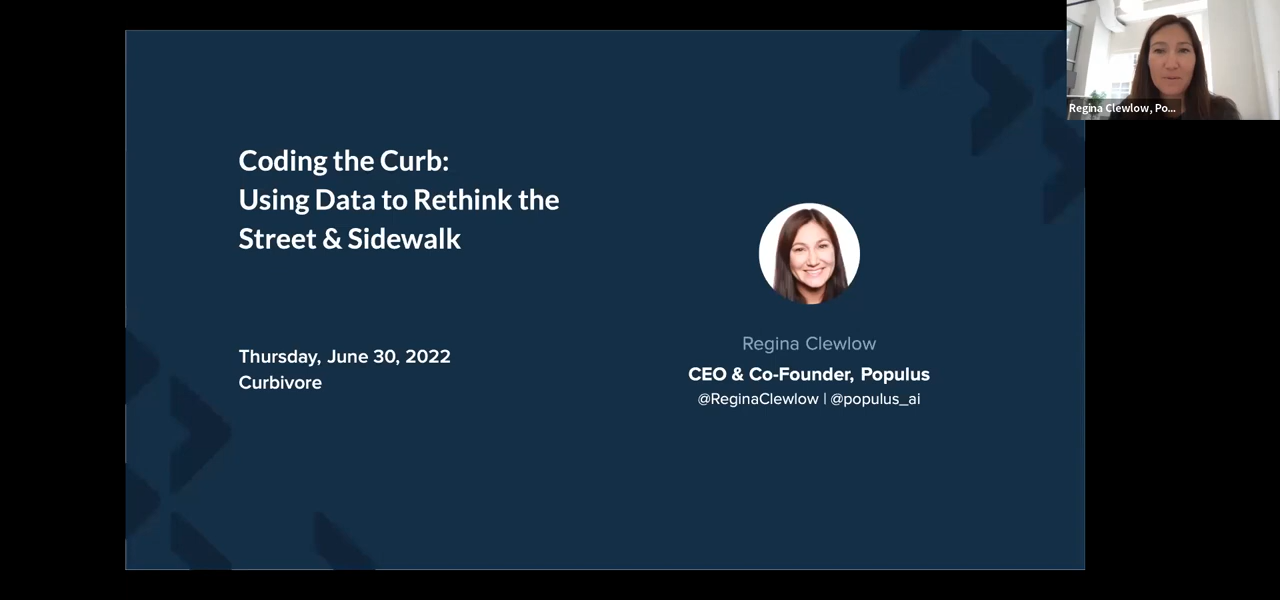 Coding the Curb:
Using Data to Rethink the
Street & Sidewalk
Thursday, June 30, 2022
Curbivore
Regina Clewlow
CEO & Co-Founder, Populus
@ReginaClewlow | @populus_ai
Regina Clewlow, Po...